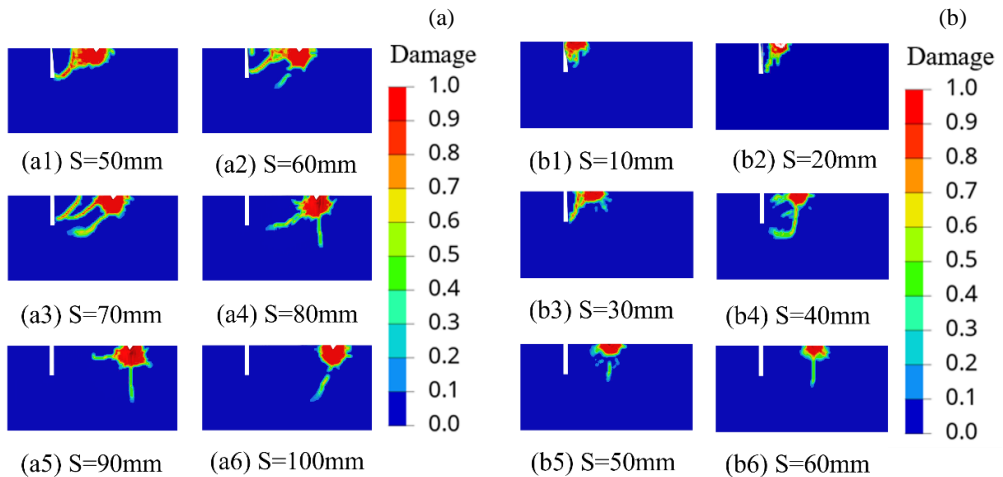 (a)
Damage
1.0
0.9
0.8
0.7
0.6
0.5
0.4
0.3
0.2
0.1
0.0
(a1) S=50mm
(a2) S=60mm
(a3) S=70mm
(a4) S=80mm
(a5) S=90mm
(a6) S=100mm
(b)
Damage
1.0
0.9
0.8
0.7
0.6
0.5
0.4
0.3
0.2
0.1
0.0
(b1) S=10mm
(b2) S=20mm
(b3) S=30mm
(b4) S=40mm
(b5) S=50mm
(b6) S=60mm